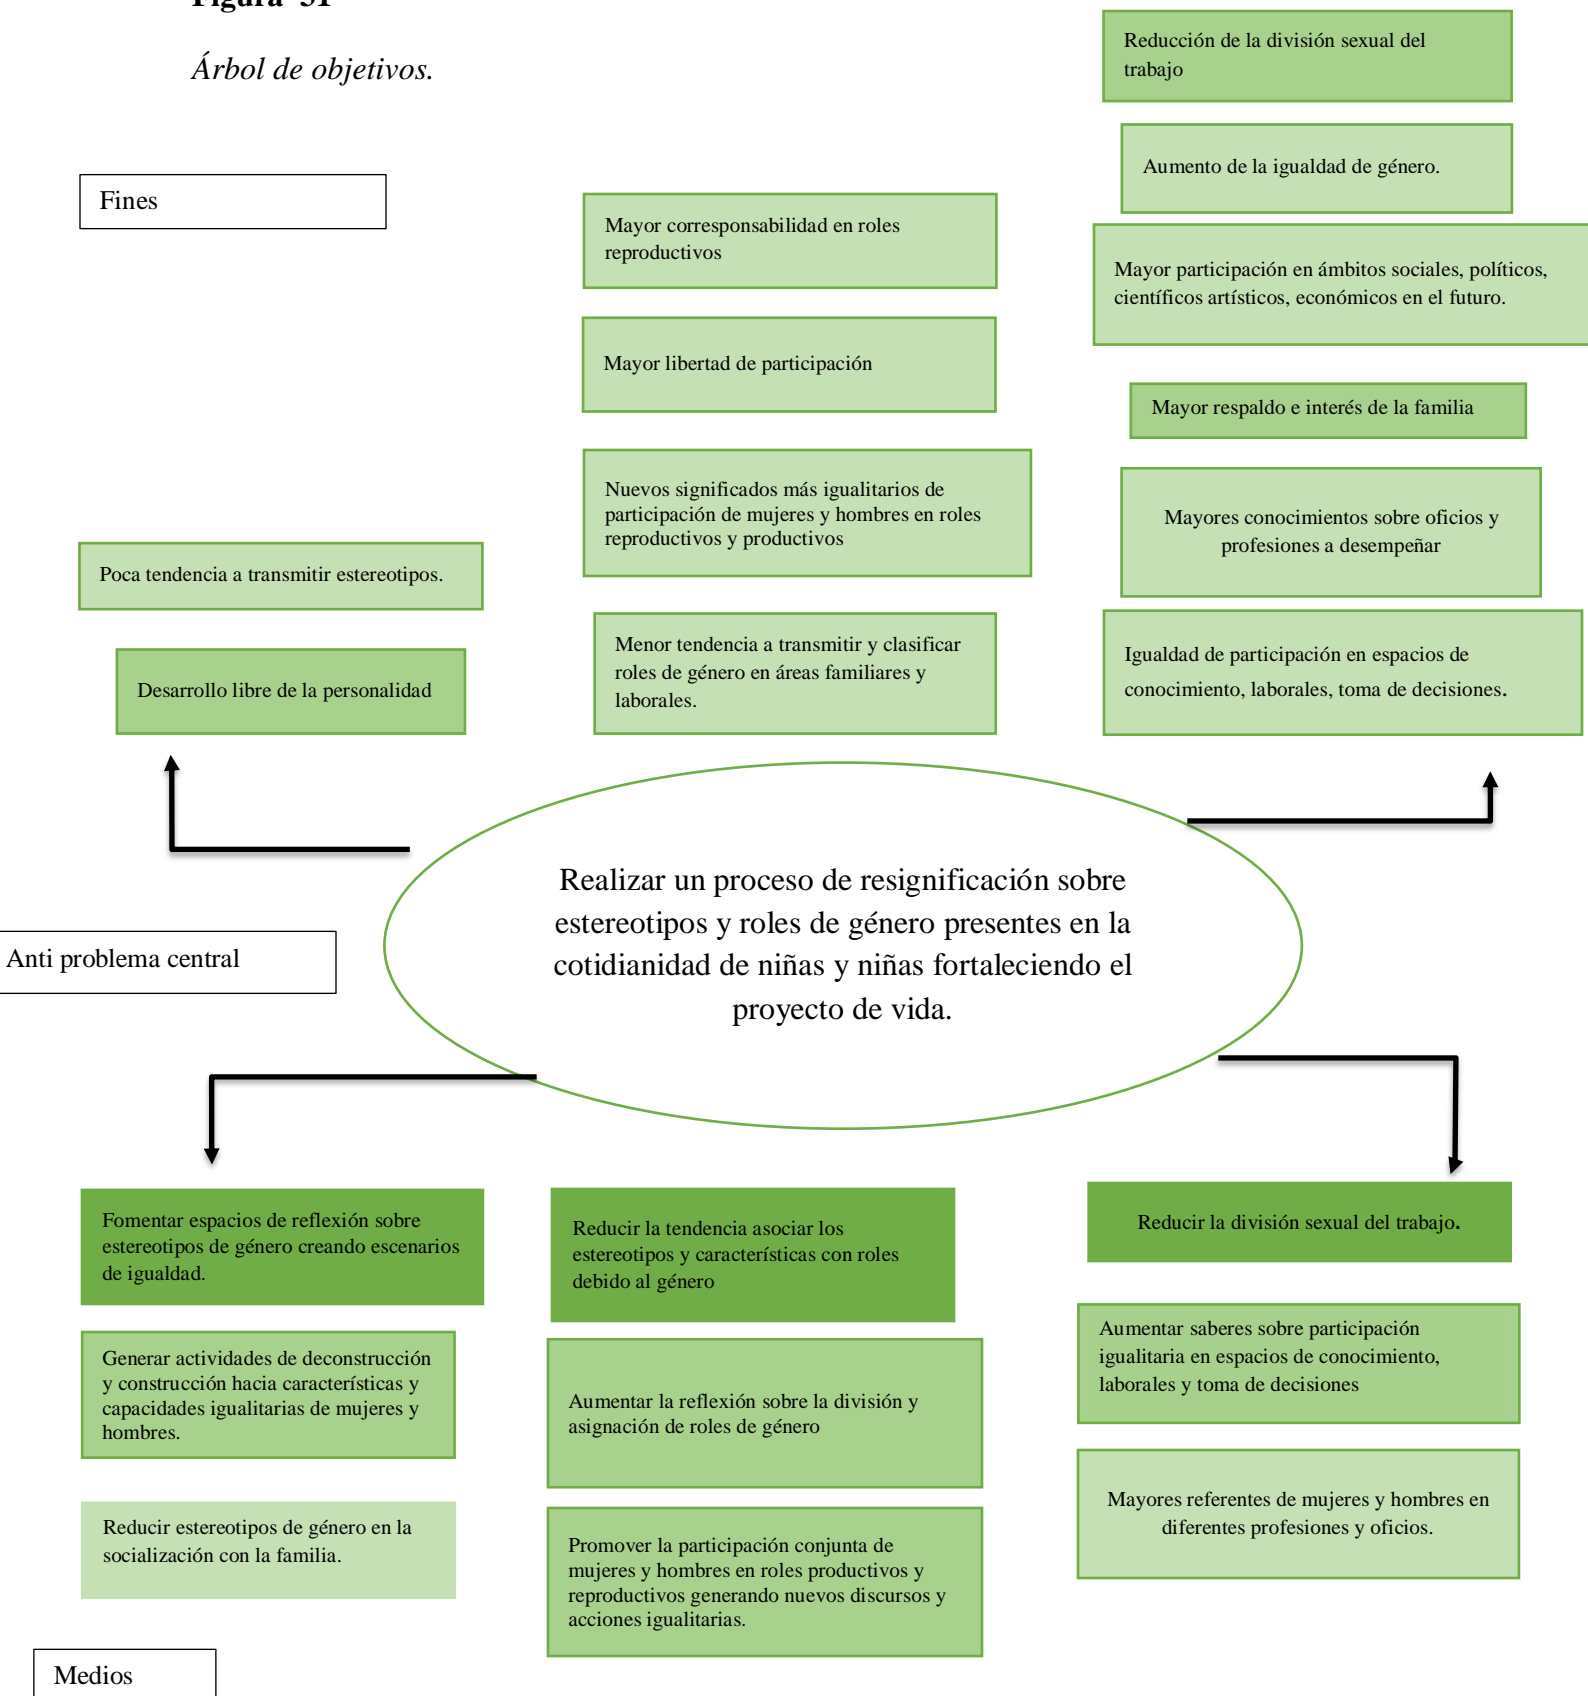 Figura 31
Árbol de objetivos.
Fines
Poca tendencia a transmitir estereotipos.
Desarrollo libre de la personalidad
Mayor corresponsabilidad en roles
reproductivos
Mayor libertad de participación
Nuevos significados más igualitarios de
participación de mujeres y hombres en roles
reproductivos y productivos
Menor tendencia a transmitir y clasificar
roles de género en áreas familiares y
laborales.
Reducción de la división sexual del
trabajo
Aumento de la igualdad de género.
Mayor participación en ámbitos sociales, políticos,
científicos artísticos, económicos en el futuro.
Mayor respaldo e interés de la familia
Mayores conocimientos sobre oficios y
profesiones a desempeñar
Igualdad de participación en espacios de
conocimiento, laborales, toma de decisiones.
Anti problema central
Realizar un proceso de resignificación sobre
estereotipos y roles de género presentes en la
cotidianidad de niñas y niñas fortaleciendo el
proyecto de vida.
Fomentar espacios de reflexión sobre
estereotipos de género creando escenarios
de igualdad.
Generar actividades de deconstrucción
y construcción hacia características y
capacidades igualitarias de mujeres y
hombres.
Reducir estereotipos de género en la
socialización con la familia.
Reducir la tendencia asociar los
estereotipos y características con roles
debido al género
Aumentar la reflexión sobre la división y
asignación de roles de género
Promover la participación conjunta de
mujeres y hombres en roles productivos y
reproductivos generando nuevos discursos y
acciones igualitarias.
Reducir la división sexual del trabajo.
Aumentar saberes sobre participación
igualitaria en espacios de conocimiento,
laborales y toma de decisiones
Mayores referentes de mujeres y hombres en
diferentes profesiones y oficios.
Medios